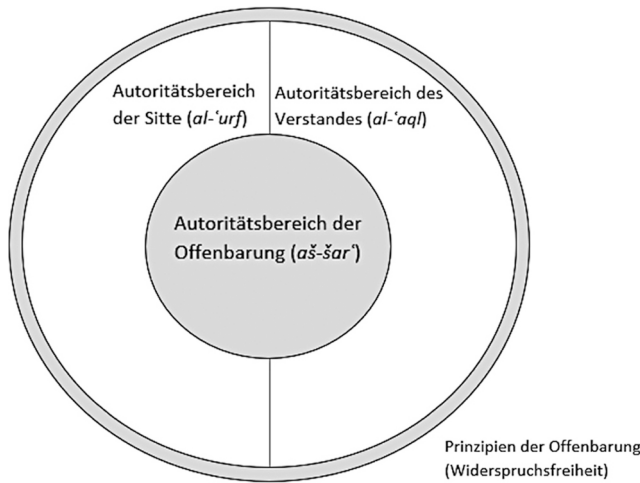 Autoritätsbereich
der Sitte (al-ʿurf)
Autoritätsbereich des
Verstandes (al-ʿaql)
Autoritätsbereich der
Offenbarung (aš-šarʿ)
Prinzipien der Offenbarung
(Widerspruchsfreiheit)